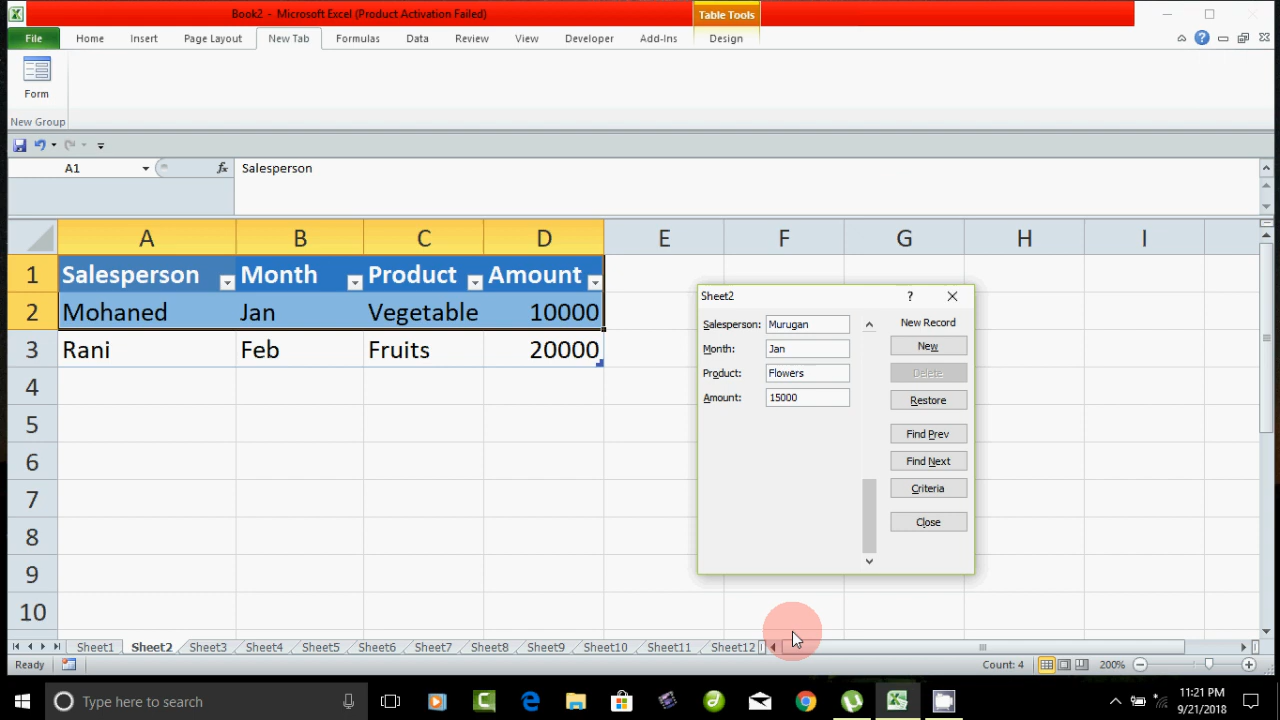 Book2 - Microsoft Excel (Product Activation Failed)
Table Tools
File Home Insert Page Layout New Tab Formulas Data Review View Developer Add-Ins Design
Form
New Group
A1 fx Salesperson
A B C D E F G H I
1 Salesperson Month Product Amount
2 Mohaned Jan Vegetable 10000
3 Rani Feb Fruits 20000
4
5
6
7
8
9
10
Sheet2 ?
Salesperson: Murugan New Record
Month: Jan New
Product: Flowers Delete
Amount: 15000 Restore
Find Prev
Find Next
Criteria
Close
Sheet1 Sheet2 Sheet3 Sheet4 Sheet5 Sheet6 Sheet7 Sheet8 Sheet9 Sheet10 Sheet11 Sheet12
Ready Count: 4 200%
Type here to search
11:21 PM
9/21/2018